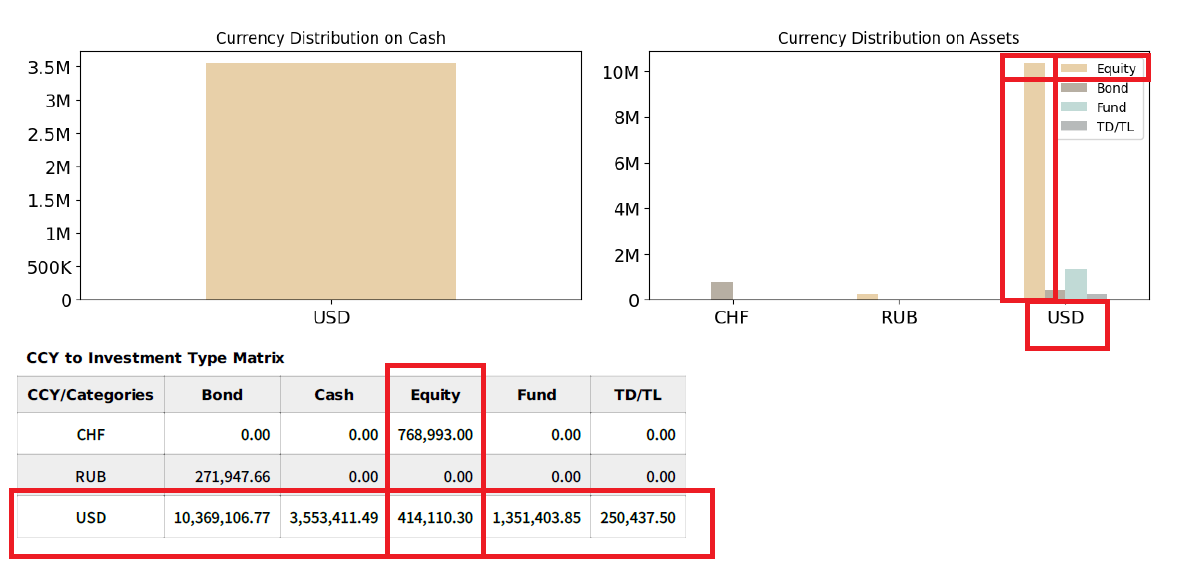 Currency Distribution on Cash
3.5M
3M
2.5M
2M
1.5M
1M
500K
0
USD
Currency Distribution on Assets
10M
8M
6M
4M
2M
0
CHF RUB USD
Equity
Bond
Fund
TD/TL
CCY to Investment Type Matrix
CCY/Categories Bond Cash Equity Fund TD/TL
CHF 0.00 0.00 768,993.00 0.00 0.00
RUB 271,947.66 0.00 0.00 0.00 0.00
USD 10,369,106.77 3,553,411.49 414,110.30 1,351,403.85 250,437.50